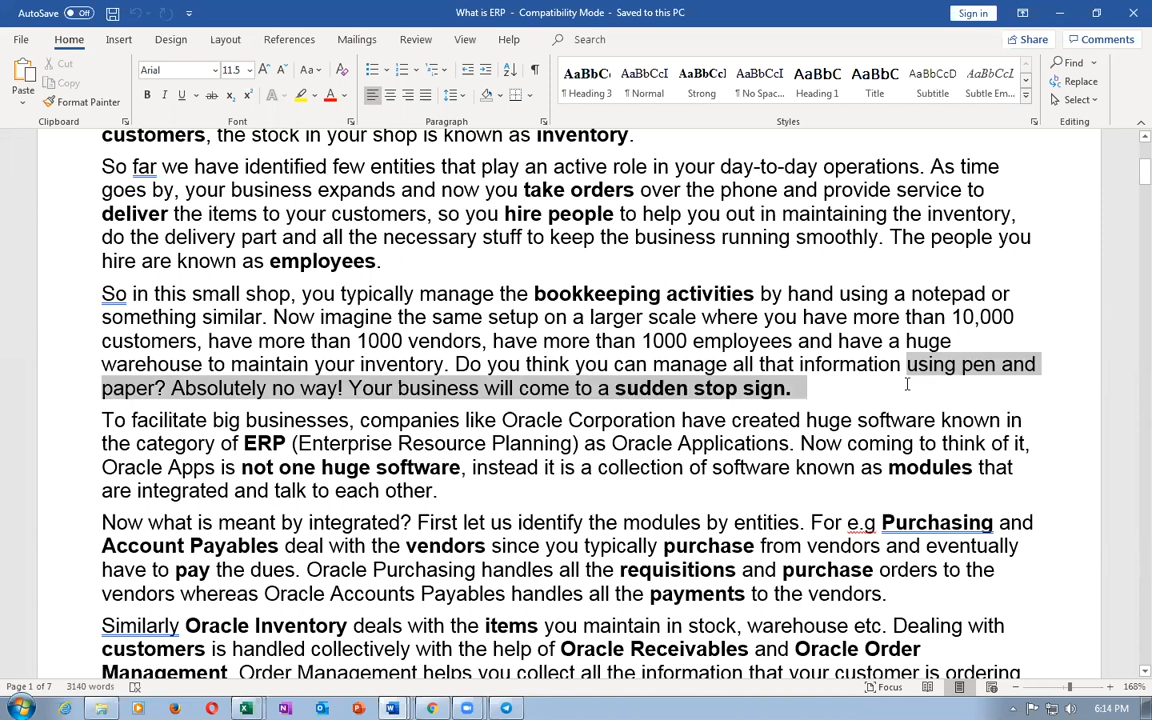 AutoSave Off
What is ERP - Compatibility Mode - Saved to this PC
Sign in
File Home Insert Design Layout References Mailings Review View Help Search Share Comments
Paste Cut Copy Format Painter
Arial 11.5
AaBbC AaBbCcI AaBbC AaBbCcI AaBbC AaBbC AaBbCcI AaBbCcI
¶ Heading 3 ¶ Normal Strong ¶ No Spac... Heading 1 Title Subtitle Subtle Em...
Find Replace Select
Clipboard Font Paragraph Styles Editing
customers, the stock in your shop is known as inventory.
So far we have identified few entities that play an active role in your day-to-day operations. As time
goes by, your business expands and now you take orders over the phone and provide service to
deliver the items to your customers, so you hire people to help you out in maintaining the inventory,
do the delivery part and all the necessary stuff to keep the business running smoothly. The people you
hire are known as employees.
So in this small shop, you typically manage the bookkeeping activities by hand using a notepad or
something similar. Now imagine the same setup on a larger scale where you have more than 10,000
customers, have more than 1000 vendors, have more than 1000 employees and have a huge
warehouse to maintain your inventory. Do you think you can manage all that information using pen and
paper? Absolutely no way! Your business will come to a sudden stop sign.
To facilitate big businesses, companies like Oracle Corporation have created huge software known in
the category of ERP (Enterprise Resource Planning) as Oracle Applications. Now coming to think of it,
Oracle Apps is not one huge software, instead it is a collection of software known as modules that
are integrated and talk to each other.
Now what is meant by integrated? First let us identify the modules by entities. For e.g Purchasing and
Account Payables deal with the vendors since you typically purchase from vendors and eventually
have to pay the dues. Oracle Purchasing handles all the requisitions and purchase orders to the
vendors whereas Oracle Accounts Payables handles all the payments to the vendors.
Similarly Oracle Inventory deals with the items you maintain in stock, warehouse etc. Dealing with
customers is handled collectively with the help of Oracle Receivables and Oracle Order
Management. Order Management helps you collect all the information that your customer is ordering
Page 1 of 7 3140 words Focus 168%
6:14 PM